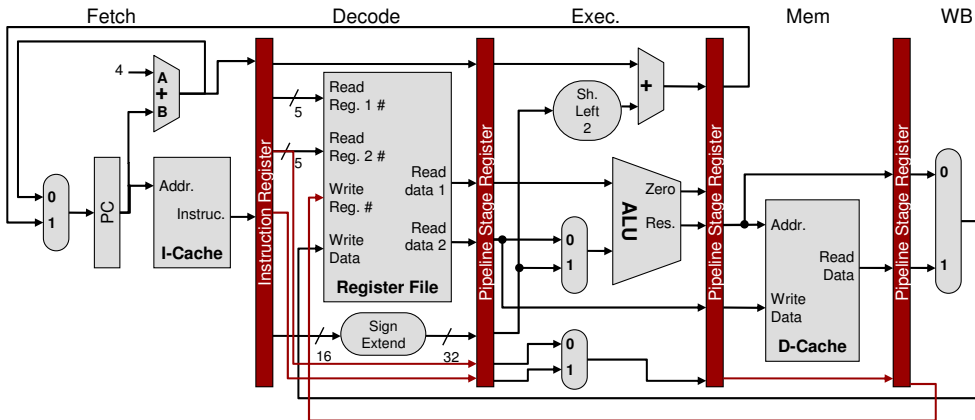 Fetch
Decode
Exec.
Mem
WB
4
A
+
B
0
1
PC
Addr.
Instruc.
I-Cache
Instruction Register
5
5
16
Read
Reg. 1 #
Read
Reg. 2 #
Write
Reg. #
Write
Data
Read
data 1
Read
data 2
Register File
Sign
Extend
32
Pipeline Stage Register
Sh.
Left
2
+
0
1
ALU
Zero
Res.
0
1
Pipeline Stage Register
Addr.
Read
Data
Write
Data
D-Cache
Pipeline Stage Register
0
1